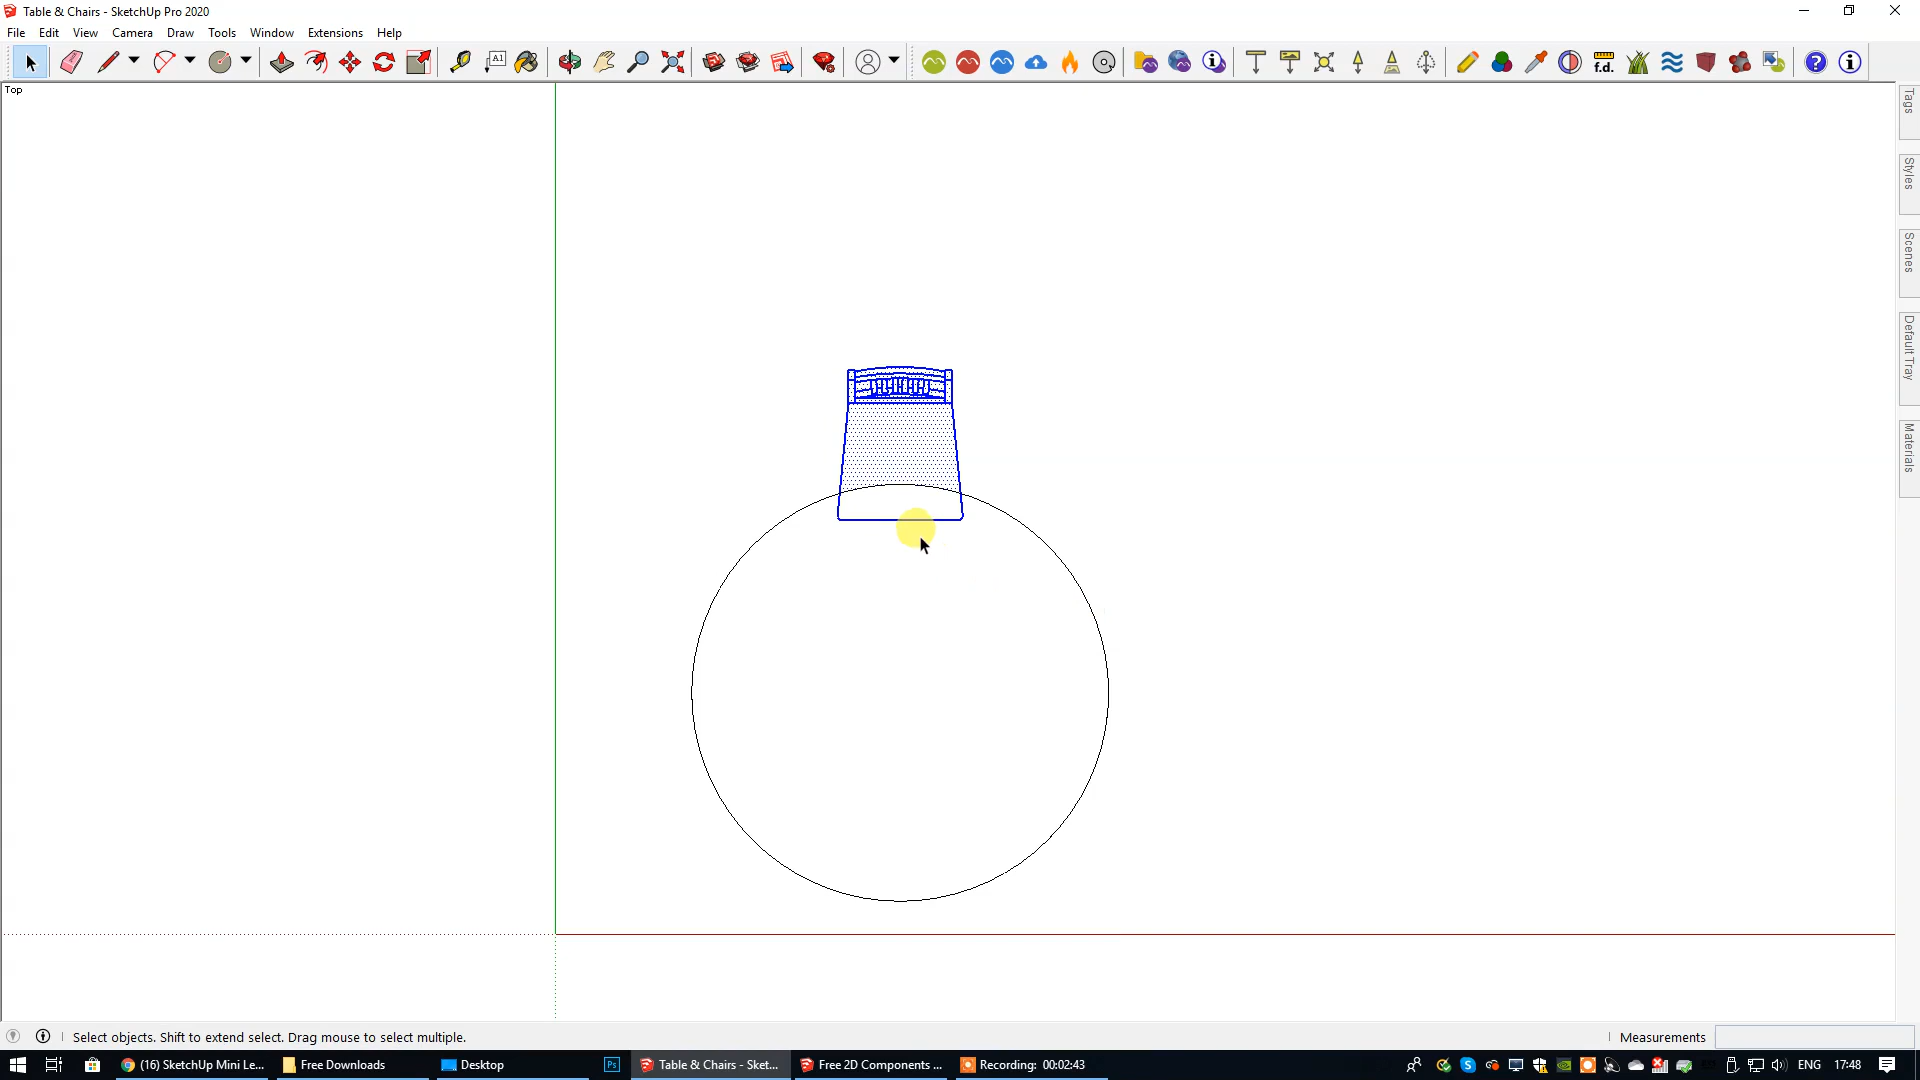 Table & Chairs - SketchUp Pro 2020
File Edit View Camera Draw Tools Window Extensions Help
A1
f.d.
Top
Tags
Styles
Scenes
Default Tray
Materials
Select objects. Shift to extend select. Drag mouse to select multiple.
Measurements
(16) SketchUp Mini Le...
Free Downloads
Desktop
Ps
Table & Chairs - Sket...
Free 2D Components ...
Recording: 00:02:43
ENG
17:48